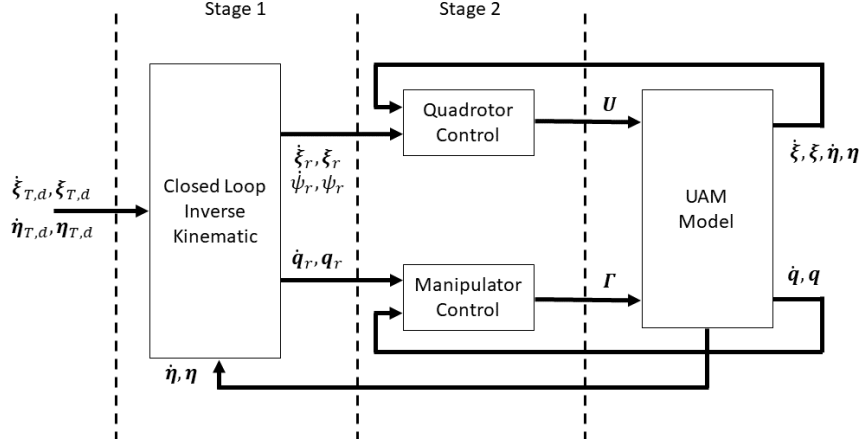 Stage 1
Stage 2
Quadrotor
Control
U
ξ̇_r, ξ_r
ψ̇_r, ψ_r
ξ̇, ξ, η̇, η
ξ̇_{T,d}, ξ_{T,d}
η̇_{T,d}, η_{T,d}
Closed Loop
Inverse
Kinematic
UAM
Model
q̇_r, q_r
Manipulator
Control
Γ
q̇, q
η̇, η